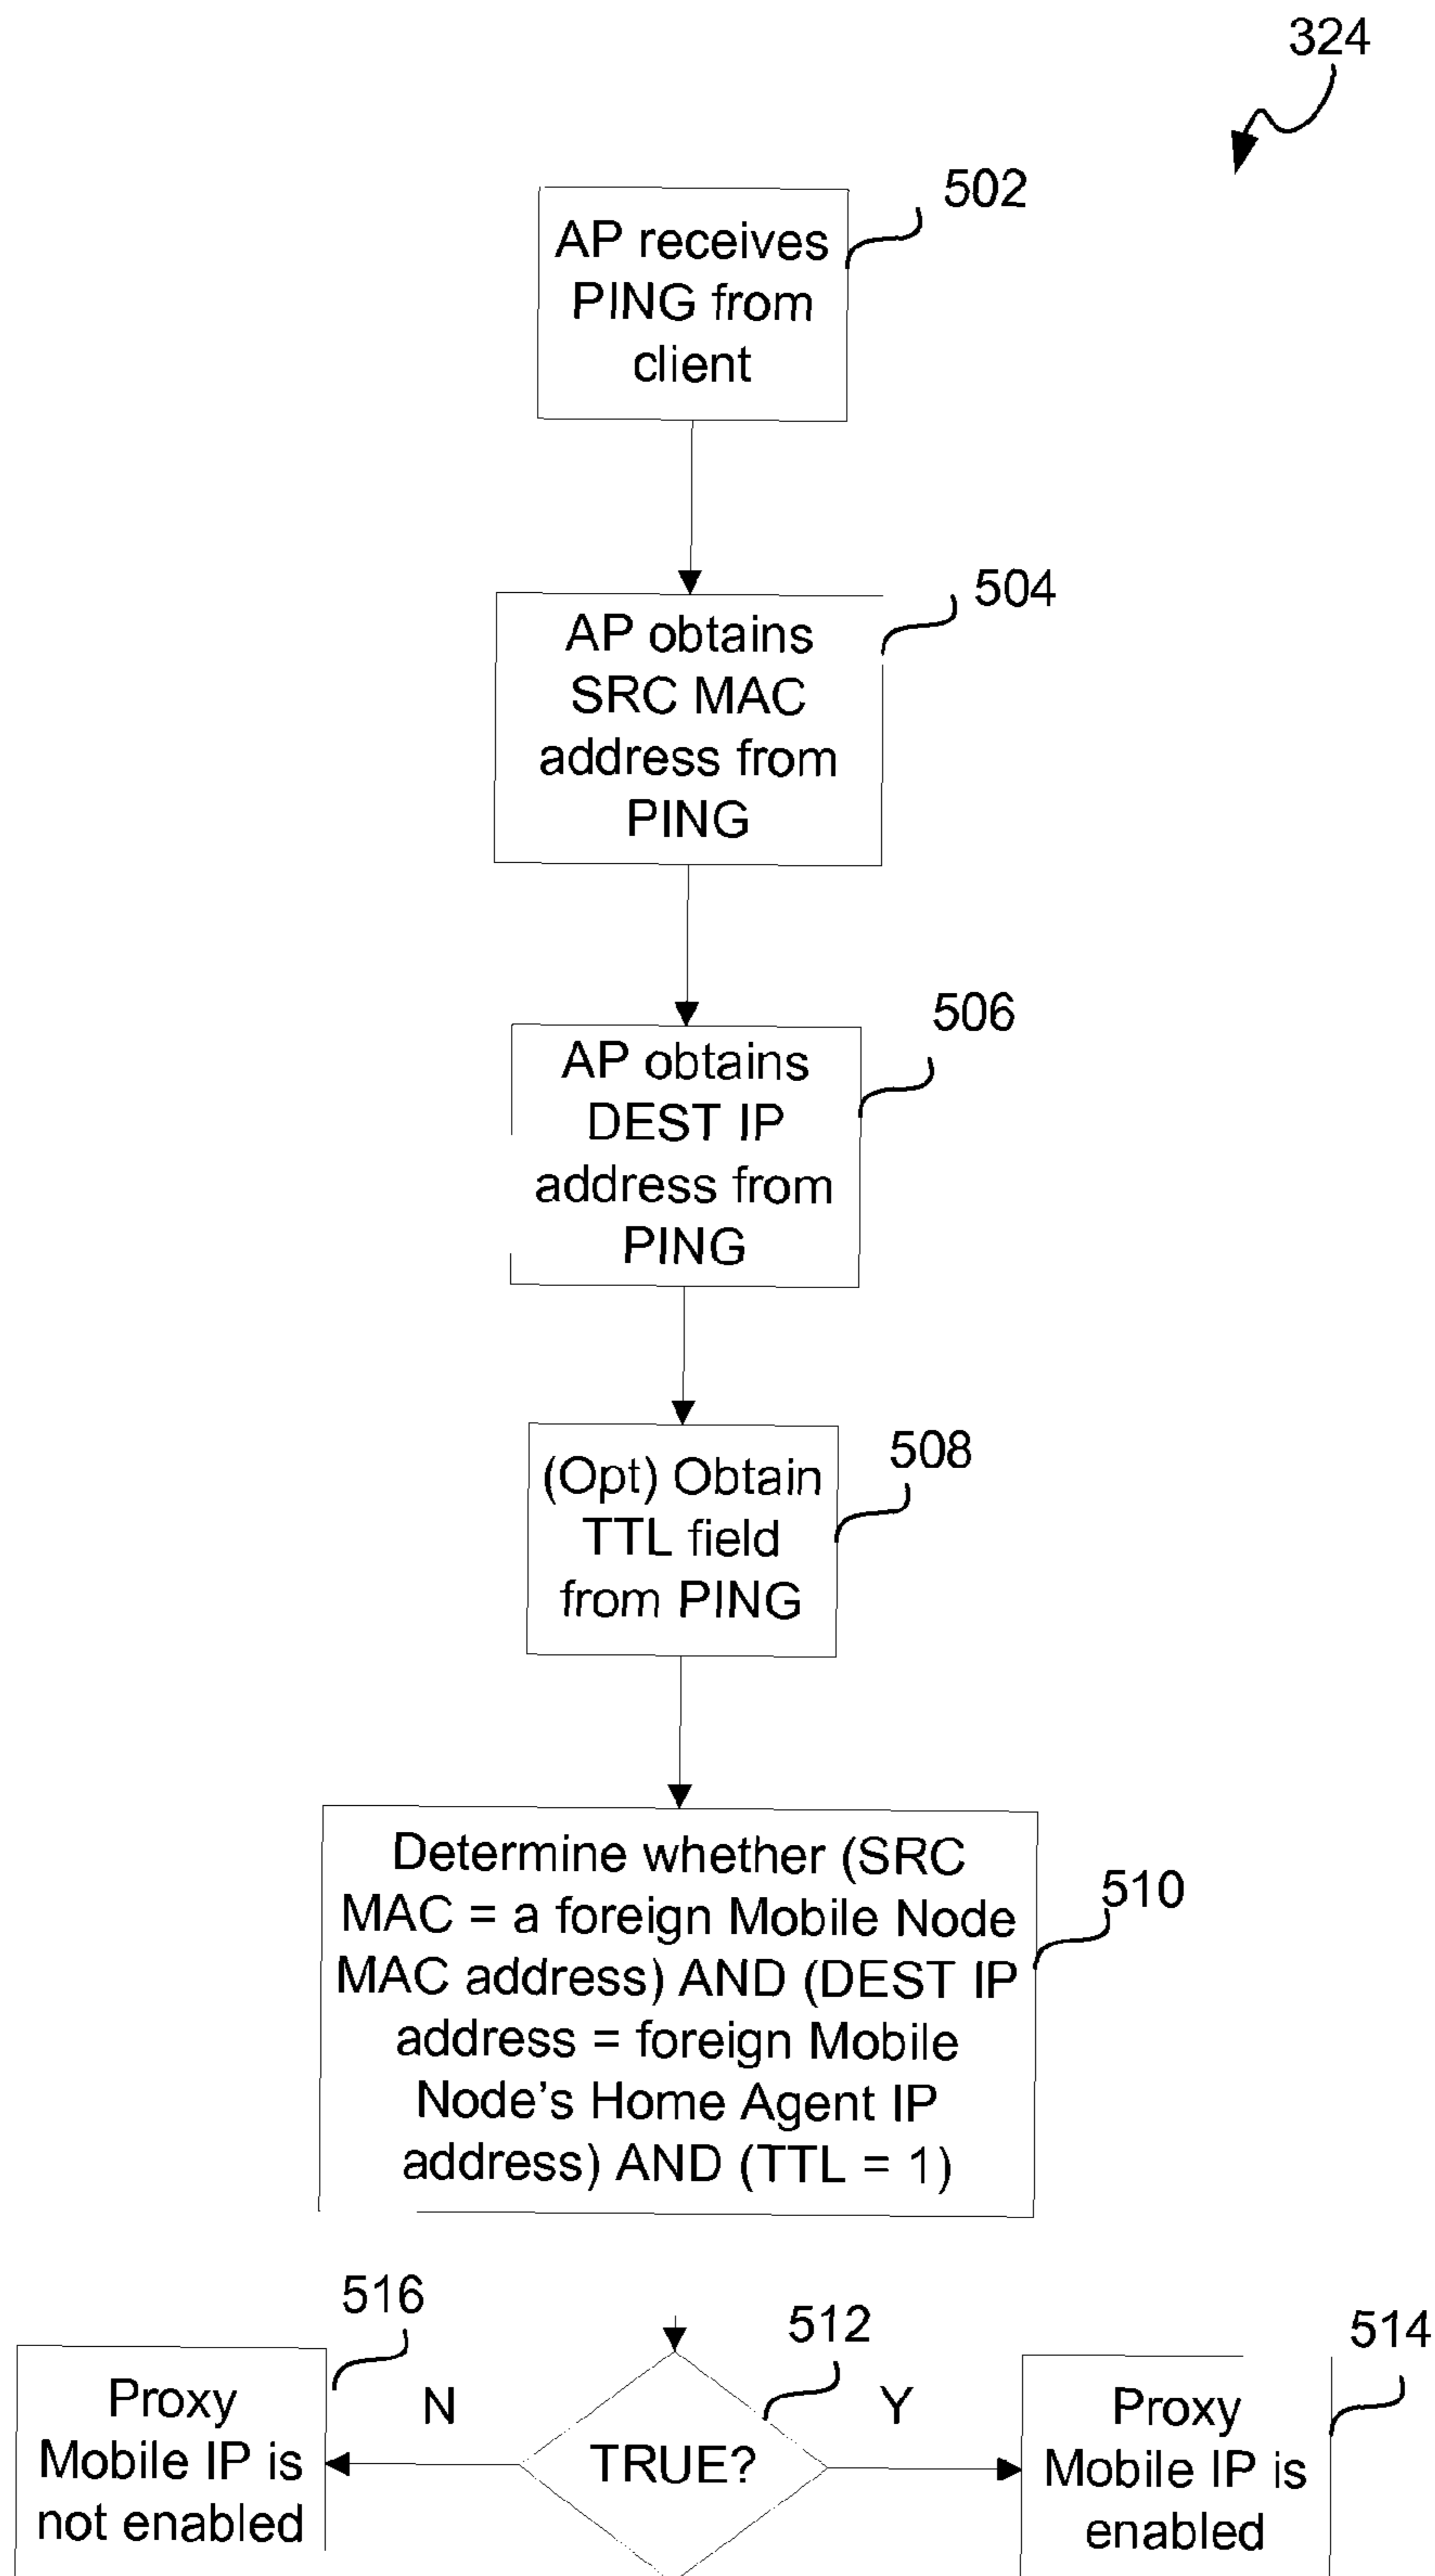 324
502
AP receives
PING from
client
504
AP obtains
SRC MAC
address from
PING
506
AP obtains
DEST IP
address from
PING
508
(Opt) Obtain
TTL field
from PING
510
Determine whether (SRC
MAC = a foreign Mobile Node
MAC address) AND (DEST IP
address = foreign Mobile
Node's Home Agent IP
address) AND (TTL = 1)
516
512
514
Proxy
Mobile IP is
not enabled
N
TRUE?
Y
Proxy
Mobile IP is
enabled